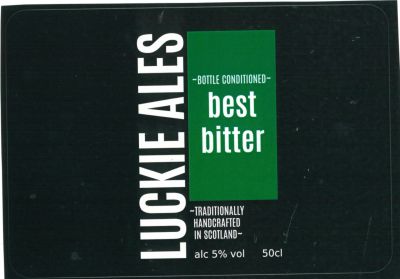 LUCKIE ALES
~BOTTLE CONDITIONED~
best
bitter
~TRADITIONALLY
HANDCRAFTED
IN SCOTLAND~
alc 5% vol 50cl